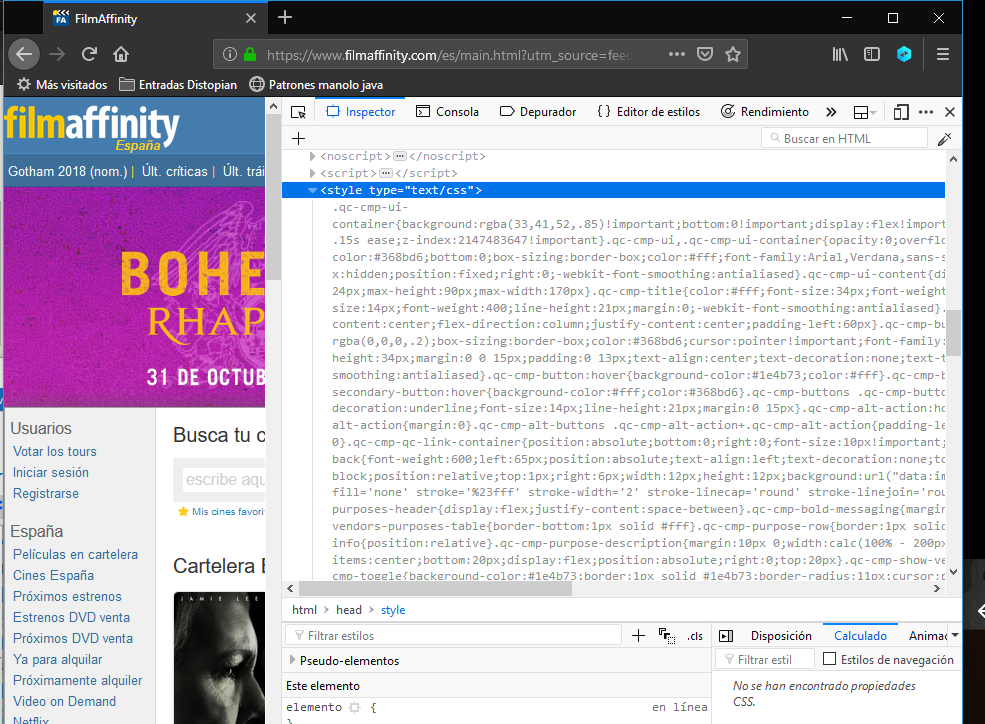 FilmAffinity
https://www.filmaffinity.com/es/main.html?utm_source=feed
Más visitados
Entradas Distopian
Patrones manolo java
filmaffinity
España
Gotham 2018 (nom.) | Últ. críticas | Últ. trái
BOHE
RHAP
31 DE OCTUB
Usuarios
Votar los tours
Iniciar sesión
Registrarse
España
Películas en cartelera
Cines España
Próximos estrenos
Estrenos DVD venta
Próximos DVD venta
Ya para alquilar
Próximamente alquiler
Video on Demand
Netflix
Busca tu c
escribe aqu
Mis cines favori
Cartelera E
JAMIE LEE
Inspector
Consola
Depurador
Editor de estilos
Rendimiento
Buscar en HTML
<noscript> </noscript>
<script> </script>
<style type="text/css">
.qc-cmp-ui-
container{background:rgba(33,41,52,.85)!important;bottom:0!important;display:flex!impor
.15s ease;z-index:2147483647!important}.qc-cmp-ui,.qc-cmp-ui-container{opacity:0;overfl
color:#368bd6;bottom:0;box-sizing:border-box;color:#fff;font-family:Arial,Verdana,sans-s
x:hidden;position:fixed;right:0;-webkit-font-smoothing:antialiased}.qc-cmp-ui-content{di
24px;max-height:90px;max-width:170px}.qc-cmp-title{color:#fff;font-size:34px;font-weight
size:14px;font-weight:400;line-height:21px;margin:0;-webkit-font-smoothing:antialiased}.
content:center;flex-direction:column;justify-content:center;padding-left:60px}.qc-cmp-bu
rgba(0,0,0,.2);box-sizing:border-box;color:#368bd6;cursor:pointer!important;font-family:
height:34px;margin:0 0 15px;padding:0 13px;text-align:center;text-decoration:none;text-t
smoothing:antialiased}.qc-cmp-button:hover{background-color:#1e4b73;color:#fff}.qc-cmp-b
secondary-button:hover{background-color:#fff;color:#368bd6}.qc-cmp-buttons .qc-cmp-butto
decoration:underline;font-size:14px;line-height:21px;margin:0 15px}.qc-cmp-alt-action:ho
alt-action{margin:0}.qc-cmp-alt-buttons .qc-cmp-alt-action+.qc-cmp-alt-action{padding-le
0}.qc-cmp-qc-link-container{position:absolute;bottom:0;right:0;font-size:10px!important;
back{font-weight:600;left:65px;position:absolute;text-align:left;text-decoration:none;to
block;position:relative;top:1px;right:6px;width:12px;height:12px;background:url("data:im
fill='none' stroke='%23fff' stroke-width='2' stroke-linecap='round' stroke-linejoin='rou
purposes-header{display:flex;justify-content:space-between}.qc-cmp-bold-messaging{margin
vendors-purposes-table{border-bottom:1px solid #fff}.qc-cmp-purpose-row{border:1px solid
info{position:relative}.qc-cmp-purpose-description{margin:10px 0;width:calc(100% - 200px
items:center;bottom:20px;display:flex;position:absolute;right:0;top:20px}.qc-cmp-show-ve
cmp-toggle{background-color:#1e4b73;border:1px solid #1e4b73;border-radius:11px;cursor:p
html > head > style
Filtrar estilos
.cls
Pseudo-elementos
Este elemento
elemento {
en línea
}
Disposición
Calculado
Animac
Filtrar estil
Estilos de navegación
No se han encontrado propiedades
CSS.